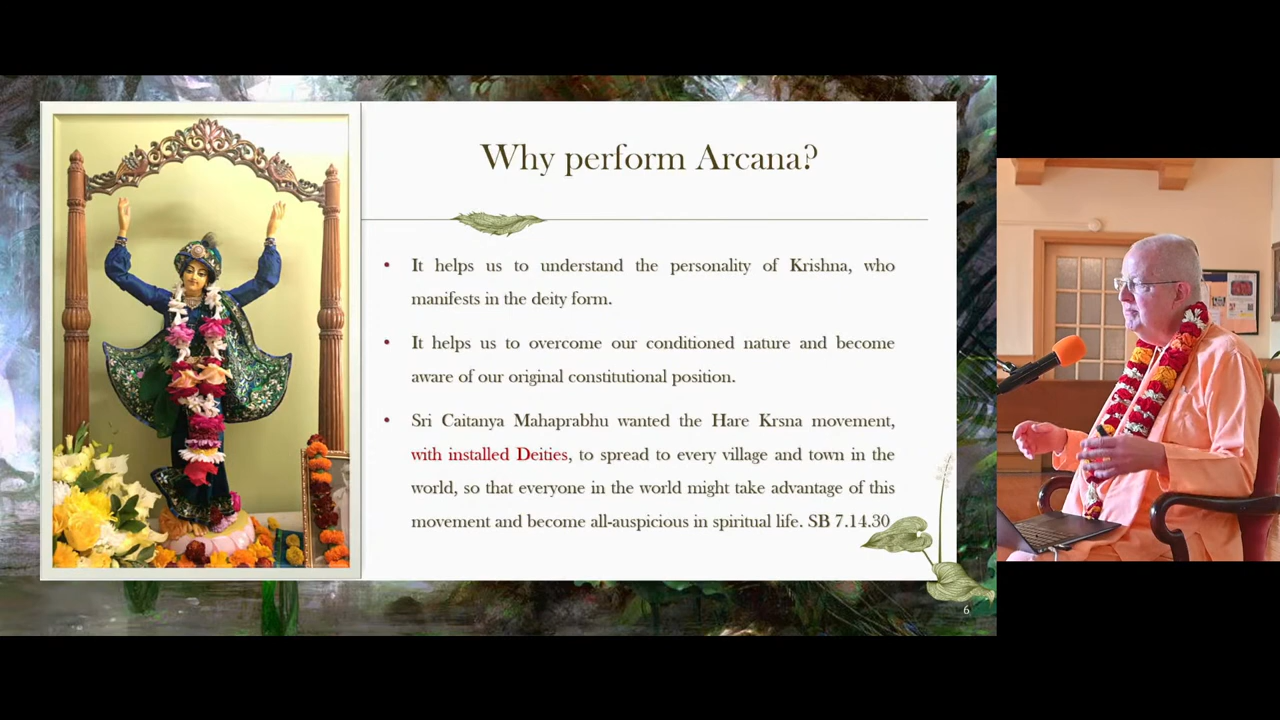 Why perform Arcana?
• It helps us to understand the personality of Krishna, who
manifests in the deity form.
• It helps us to overcome our conditioned nature and become
aware of our original constitutional position.
• Sri Caitanya Mahaprabhu wanted the Hare Krsna movement,
with installed Deities, to spread to every village and town in the
world, so that everyone in the world might take advantage of this
movement and become all-auspicious in spiritual life. SB 7.14.30
6